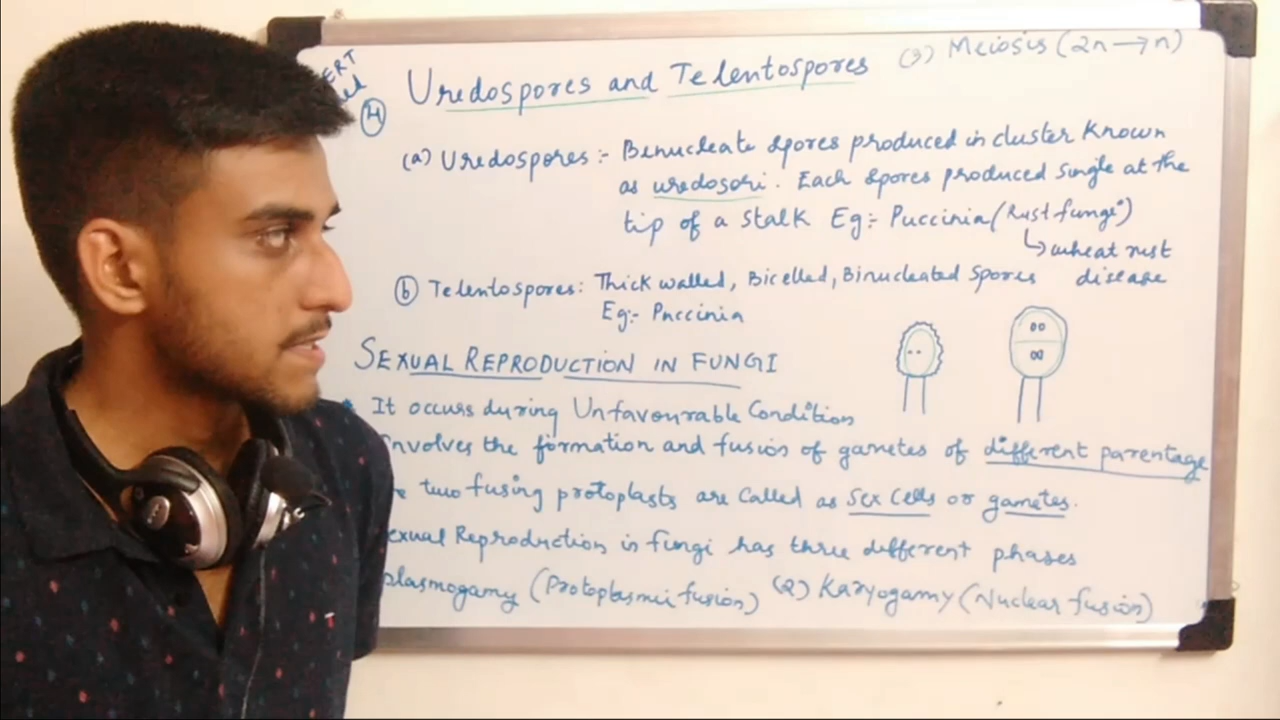 ERT
(4) Uredospores and Telentospores (3) Meiosis (2n → n)
(a) Uredospores :- Binucleate spores produced in cluster known
as uredosori. Each spores produced single at the
tip of a stalk Eg:- Puccinia (Rust fungi)
↳ wheat rust
disease
(b) Telentospores: Thick walled, Bicelled, Binucleated Spores
Eg:- Puccinia
SEXUAL REPRODUCTION IN FUNGI
It occurs during Unfavourable Condition
nvolves the formation and fusion of gametes of different parentage
two fusing protoplasts are called as sex cells or gametes.
exual Reproduction in fungi has three different phases
plasmogamy (Protoplasmic fusion) (2) Karyogamy (Nuclear fusion)